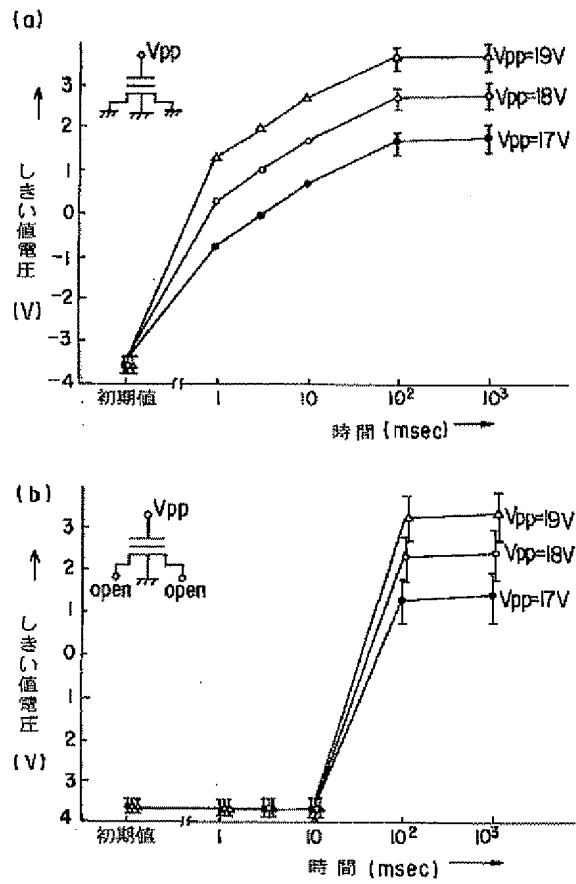 (a)
Vpp
3
2
1
0
-1
-2
-3
-4
しきい値電圧
(V)
Vpp=19V
Vpp=18V
Vpp=17V
初期値 1 10 10² 10³
時間 (msec)
(b)
Vpp
open open
3
2
1
0
1
2
3
4
しきい値電圧
(V)
Vpp=19V
Vpp=18V
Vpp=17V
初期値 1 10 10² 10³
時間 (msec)